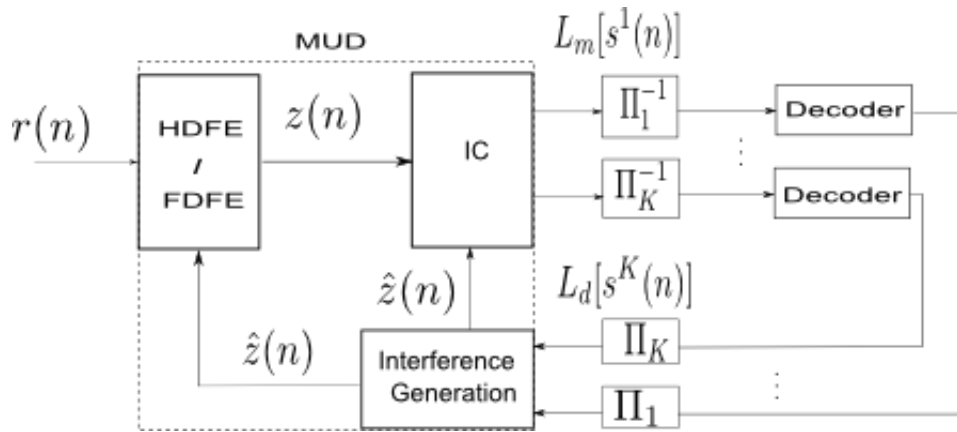 MUD
L_m[s^1(n)]
r(n)
HDFE
/
FDFE
z(n)
IC
Π_1^{-1}
Decoder
⋮
Π_K^{-1}
Decoder
ẑ(n)
L_d[s^K(n)]
ẑ(n)
Interference
Generation
Π_K
⋮
Π_1